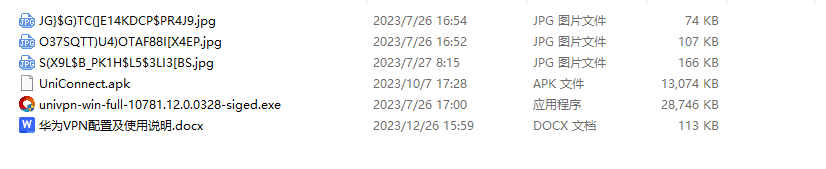 JG}$G)TC(]E14KDCP$PR4J9.jpg 2023/7/26 16:54 JPG 图片文件 74 KB
O37SQTT)U4)OTAF88I[X4EP.jpg 2023/7/26 16:52 JPG 图片文件 107 KB
S(X9L$B_PK1H$L5$3LI3[BS.jpg 2023/7/27 8:15 JPG 图片文件 166 KB
UniConnect.apk 2023/10/7 17:28 APK 文件 13,074 KB
univpn-win-full-10781.12.0.0328-siged.exe 2023/7/26 17:00 应用程序 28,746 KB
华为VPN配置及使用说明.docx 2023/12/26 15:59 DOCX 文档 113 KB